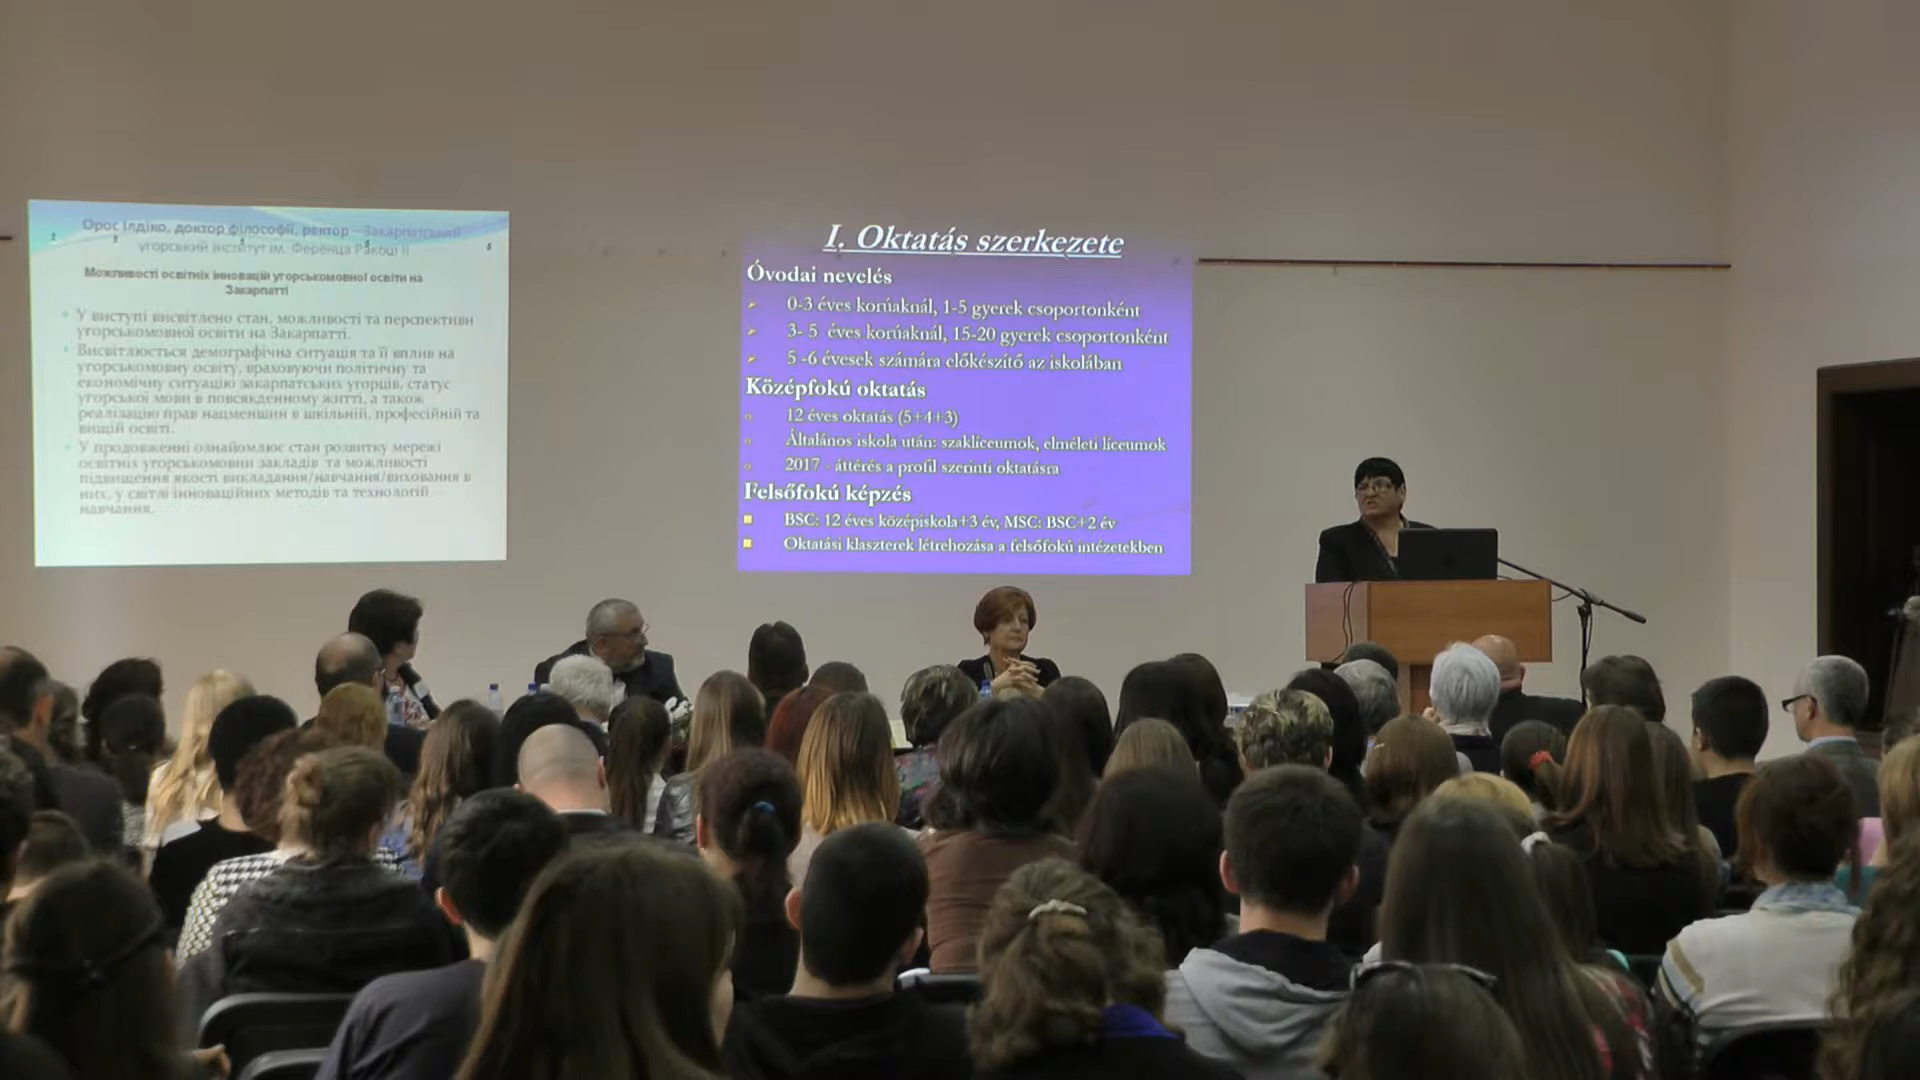 Орос Ілдіко, доктор філософії, ректор – Закарпатський
угорський інститут ім. Ференца Ракоці ІІ
Можливості освітніх інновацій угорськомовної освіти на
Закарпатті
У виступі висвітлено стан, можливості та перспективи
угорськомовної освіти на Закарпатті.
Висвітлюється демографічна ситуація та її вплив на
угорськомовну освіту, враховуючи політичну та
економічну ситуацію закарпатських угорців, статус
угорської мови в повсякденному житті, а також
реалізацію прав нацменшин в шкільній, професійній та
вищій освіті.
У продовженні ознайомлює стан розвитку мережі
освітніх угорськомовни закладів та можливості
підвищення якості викладання/навчання/виховання в
них, у світлі інноваційних методів та технологій
навчання.
I. Oktatás szerkezete
Óvodai nevelés
0-3 éves korúaknál, 1-5 gyerek csoportonként
3- 5 éves korúaknál, 15-20 gyerek csoportonként
5 -6 évesek számára előkészítő az iskolában
Középfokú oktatás
12 éves oktatás (5+4+3)
Általános iskola után: szaklíceumok, elméleti líceumok
2017 - áttérés a profil szerinti oktatásra
Felsőfokú képzés
BSC: 12 éves középiskola+3 év, MSC: BSC+2 év
Oktatási klaszterek létrehozása a felsőfokú intézetekben